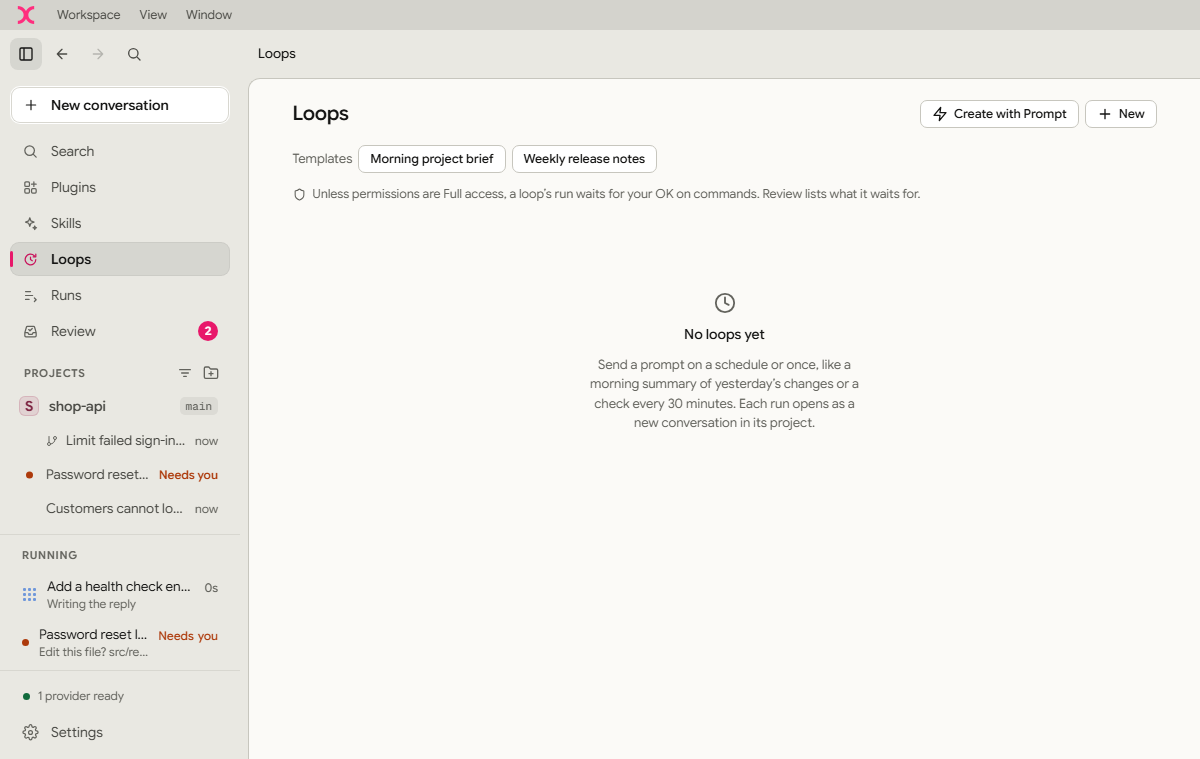 Workspace View Window
Loops
New conversation
Search
Plugins
Skills
Loops
Runs
Review 2
PROJECTS
S shop-api main
Limit failed sign-in... now
Password reset... Needs you
Customers cannot lo... now
RUNNING
Add a health check en... 0s
Writing the reply
Password reset l... Needs you
Edit this file? src/re...
1 provider ready
Settings
Loops
Create with Prompt
New
Templates Morning project brief Weekly release notes
Unless permissions are Full access, a loop's run waits for your OK on commands. Review lists what it waits for.
No loops yet
Send a prompt on a schedule or once, like a
morning summary of yesterday's changes or a
check every 30 minutes. Each run opens as a
new conversation in its project.